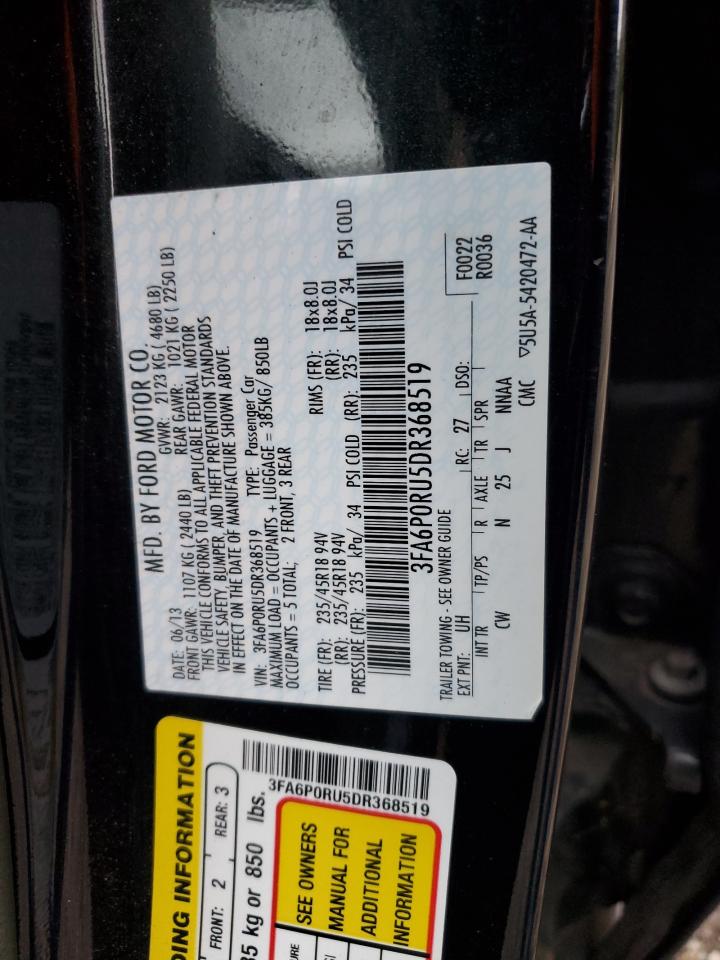 MFD. BY FORD MOTOR CO.
DATE: 06/13 GVWR: 2123 KG ( 4680 LB)
FRONT GAWR: 1107 KG (2440 LB) REAR GAWR: 1021 KG ( 2250 LB)
THIS VEHICLE CONFORMS TO ALL APPLICABLE FEDERAL MOTOR
VEHICLE SAFETY, BUMPER, AND THEFT PREVENTION STANDARDS
IN EFFECT ON THE DATE OF MANUFACTURE SHOWN ABOVE.
VIN: 3FA6P0RU5DR368519 TYPE: Passenger Car
MAXIMUM LOAD = OCCUPANTS + LUGGAGE = 385KG/ 850LB
OCCUPANTS = 5 TOTAL; 2 FRONT, 3 REAR
TIRE (FR): 235/45R18 94V RIMS (FR): 18x8.0J
(RR): 235/45R18 94V (RR): 18x8.0J
PRESSURE (FR): 235 kPa/ 34 PSI COLD (RR): 235 kPa/ 34 PSI COLD
3FA6P0RU5DR368519
TRAILER TOWING - SEE OWNER GUIDE
F0022
R0036
EXT PNT: UH RC: 27 DSO:
INT TR TP/PS R AXLE TR SPR
CW N 25 J NNAA
CMC ▽5U5A-5420472-AA
DING INFORMATION
FRONT: 2 REAR: 3
85 kg or 850 lbs.
3FA6P0RU5DR368519
SEE OWNERS
MANUAL FOR
ADDITIONAL
INFORMATION